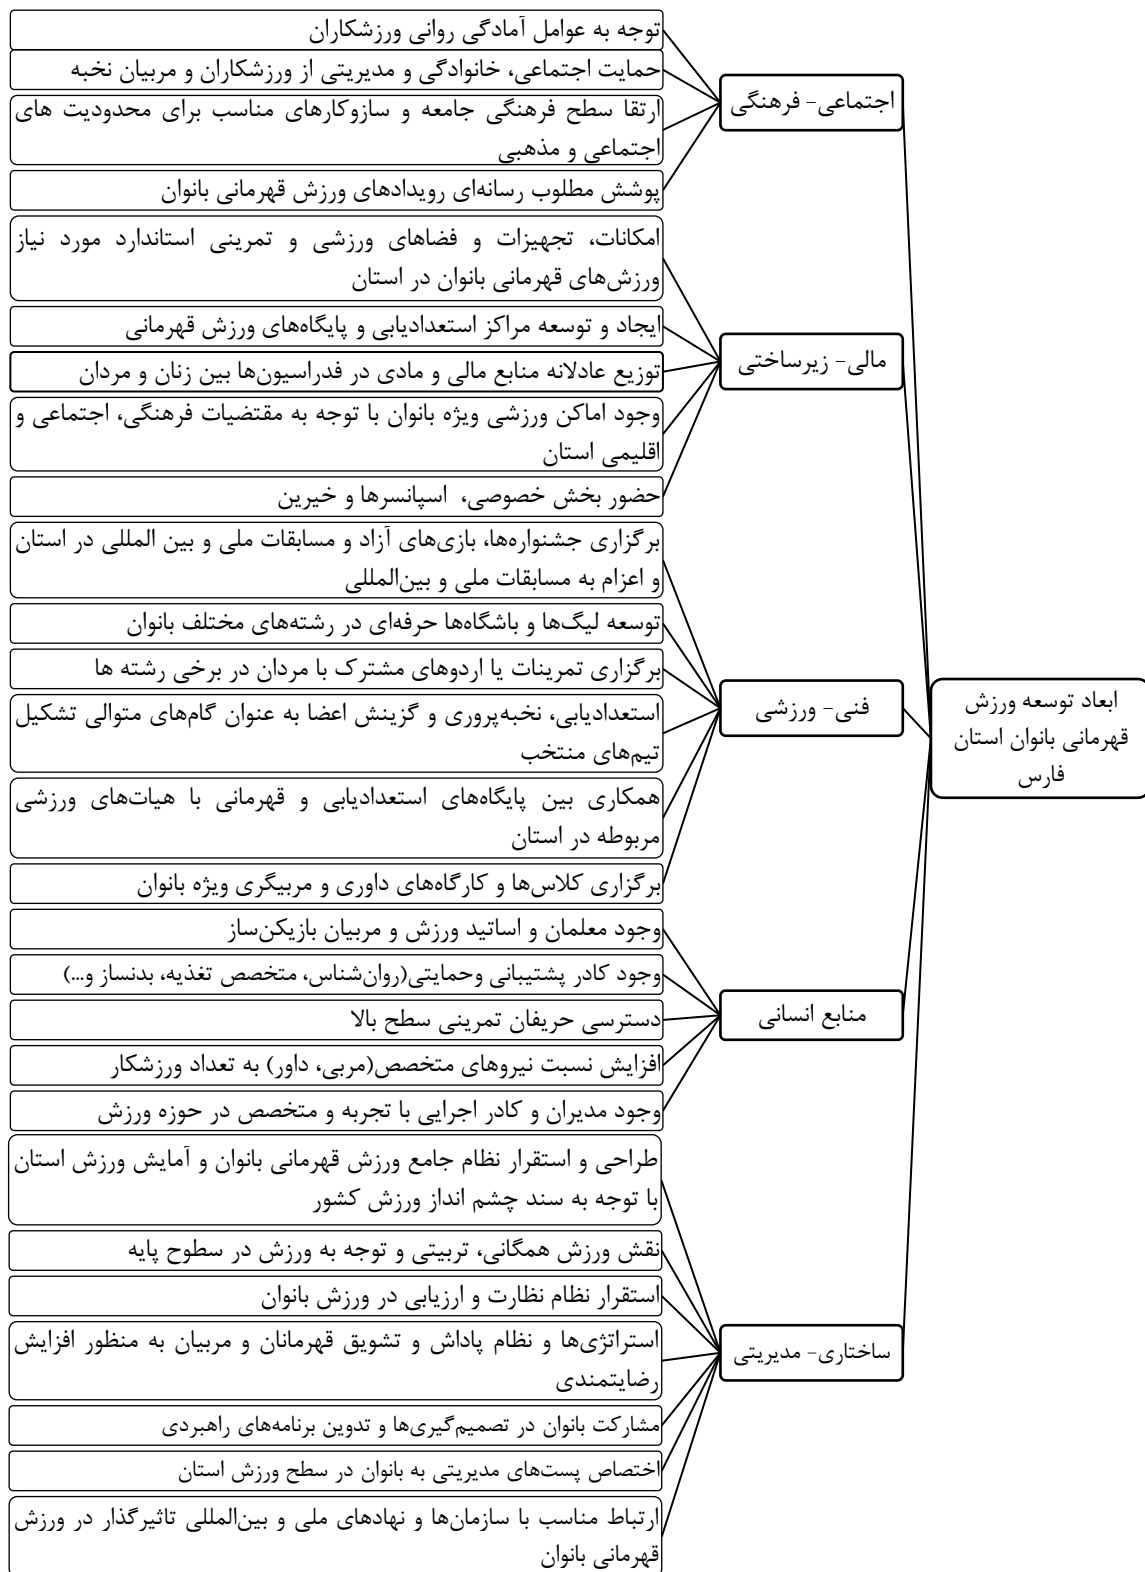 ابعاد توسعه ورزش
قهرمانی بانوان استان
فارس
اجتماعی- فرهنگی
توجه به عوامل آمادگی روانی ورزشکاران
حمایت اجتماعی، خانوادگی و مدیریتی از ورزشکاران و مربیان نخبه
ارتقا سطح فرهنگی جامعه و سازوکارهای مناسب برای محدودیت های
اجتماعی و مذهبی
پوشش مطلوب رسانه‌ای رویدادهای ورزش قهرمانی بانوان
مالی- زیرساختی
امکانات، تجهیزات و فضاهای ورزشی و تمرینی استاندارد مورد نیاز
ورزش‌های قهرمانی بانوان در استان
ایجاد و توسعه مراکز استعدادیابی و پایگاه‌های ورزش قهرمانی
توزیع عادلانه منابع مالی و مادی در فدراسیون‌ها بین زنان و مردان
وجود اماکن ورزشی ویژه بانوان با توجه به مقتضیات فرهنگی، اجتماعی و
اقلیمی استان
حضور بخش خصوصی، اسپانسرها و خیرین
فنی- ورزشی
برگزاری جشنواره‌ها، بازی‌های آزاد و مسابقات ملی و بین المللی در استان
و اعزام به مسابقات ملی و بین‌المللی
توسعه لیگ‌ها و باشگاه‌ها حرفه‌ای در رشته‌های مختلف بانوان
برگزاری تمرینات یا اردوهای مشترک با مردان در برخی رشته ها
استعدادیابی، نخبه‌پروری و گزینش اعضا به عنوان گام‌های متوالی تشکیل
تیم‌های منتخب
همکاری بین پایگاه‌های استعدادیابی و قهرمانی با هیات‌های ورزشی
مربوطه در استان
برگزاری کلاس‌ها و کارگاه‌های داوری و مربیگری ویژه بانوان
منابع انسانی
وجود معلمان و اساتید ورزش و مربیان بازیکن‌ساز
وجود کادر پشتیبانی وحمایتی(روان‌شناس، متخصص تغذیه، بدنساز و...)
دسترسی حریفان تمرینی سطح بالا
افزایش نسبت نیروهای متخصص(مربی، داور) به تعداد ورزشکار
وجود مدیران و کادر اجرایی با تجربه و متخصص در حوزه ورزش
ساختاری- مدیریتی
طراحی و استقرار نظام جامع ورزش قهرمانی بانوان و آمایش ورزش استان
با توجه به سند چشم انداز ورزش کشور
نقش ورزش همگانی، تربیتی و توجه به ورزش در سطوح پایه
استقرار نظام نظارت و ارزیابی در ورزش بانوان
استراتژی‌ها و نظام پاداش و تشویق قهرمانان و مربیان به منظور افزایش
رضایتمندی
مشارکت بانوان در تصمیم‌گیری‌ها و تدوین برنامه‌های راهبردی
اختصاص پست‌های مدیریتی به بانوان در سطح ورزش استان
ارتباط مناسب با سازمان‌ها و نهادهای ملی و بین‌المللی تاثیرگذار در ورزش
قهرمانی بانوان